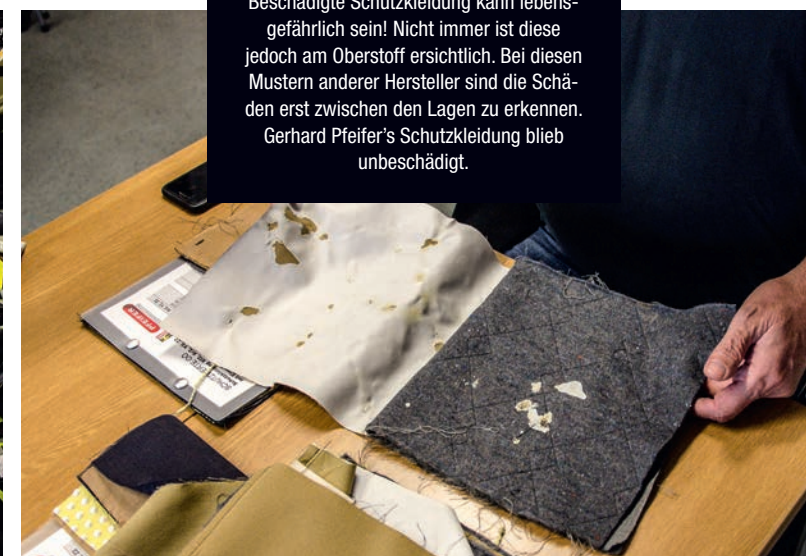 Beschädigte Schutzkleidung kann lebens-
gefährlich sein! Nicht immer ist diese
jedoch am Oberstoff ersichtlich. Bei diesen
Mustern anderer Hersteller sind die Schä-
den erst zwischen den Lagen zu erkennen.
Gerhard Pfeifer’s Schutzkleidung blieb
unbeschädigt.
PFEIFER